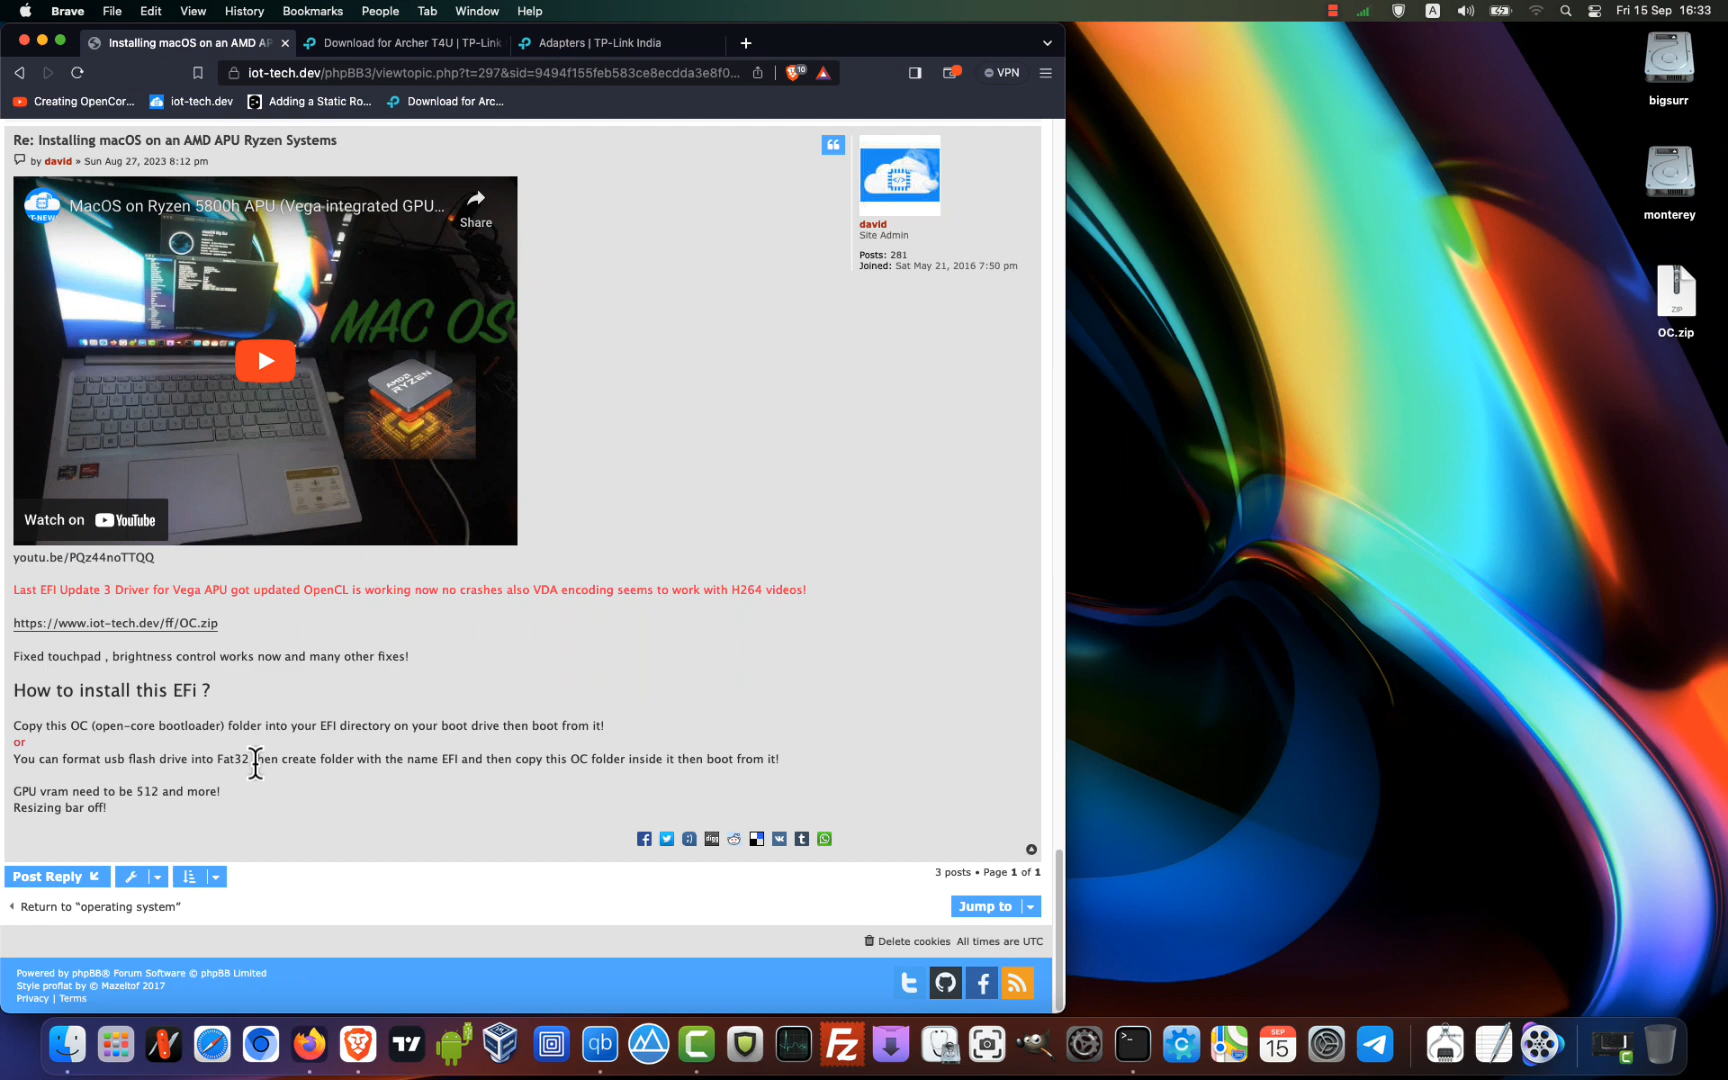 Brave File Edit View History Bookmarks People Tab Window Help
A Fri 15 Sep 16:33
Installing macOS on an AMD AP
Download for Archer T4U | TP-Link
Adapters | TP-Link India
iot-tech.dev/phpBB3/viewtopic.php?t=297&sid=9494f155feb583ce8ecdda3e8f0...
10
VPN
Creating OpenCor...
iot-tech.dev
Adding a Static Ro...
Download for Arc...
bigsurr
monterey
ZIP
OC.zip
Re: Installing macOS on an AMD APU Ryzen Systems
by david » Sun Aug 27, 2023 8:12 pm
MacOS on Ryzen 5800h APU (Vega integrated GPU...
Share
MAC OS
AMD RYZEN
Watch on YouTube
david
Site Admin
Posts: 281
Joined: Sat May 21, 2016 7:50 pm
youtu.be/PQz44noTTQQ
Last EFI Update 3 Driver for Vega APU got updated OpenCL is working now no crashes also VDA encoding seems to work with H264 videos!
https://www.iot-tech.dev/ff/OC.zip
Fixed touchpad , brightness control works now and many other fixes!
How to install this EFi ?
Copy this OC (open-core bootloader) folder into your EFI directory on your boot drive then boot from it!
or
You can format usb flash drive into Fat32 then create folder with the name EFI and then copy this OC folder inside it then boot from it!
GPU vram need to be 512 and more!
Resizing bar off!
digg
Post Reply
3 posts • Page 1 of 1
Return to “operating system”
Jump to
Delete cookies All times are UTC
Powered by phpBB® Forum Software © phpBB Limited
Style proflat by © Mazeltof 2017
Privacy | Terms
qb
FZ
SEP
15